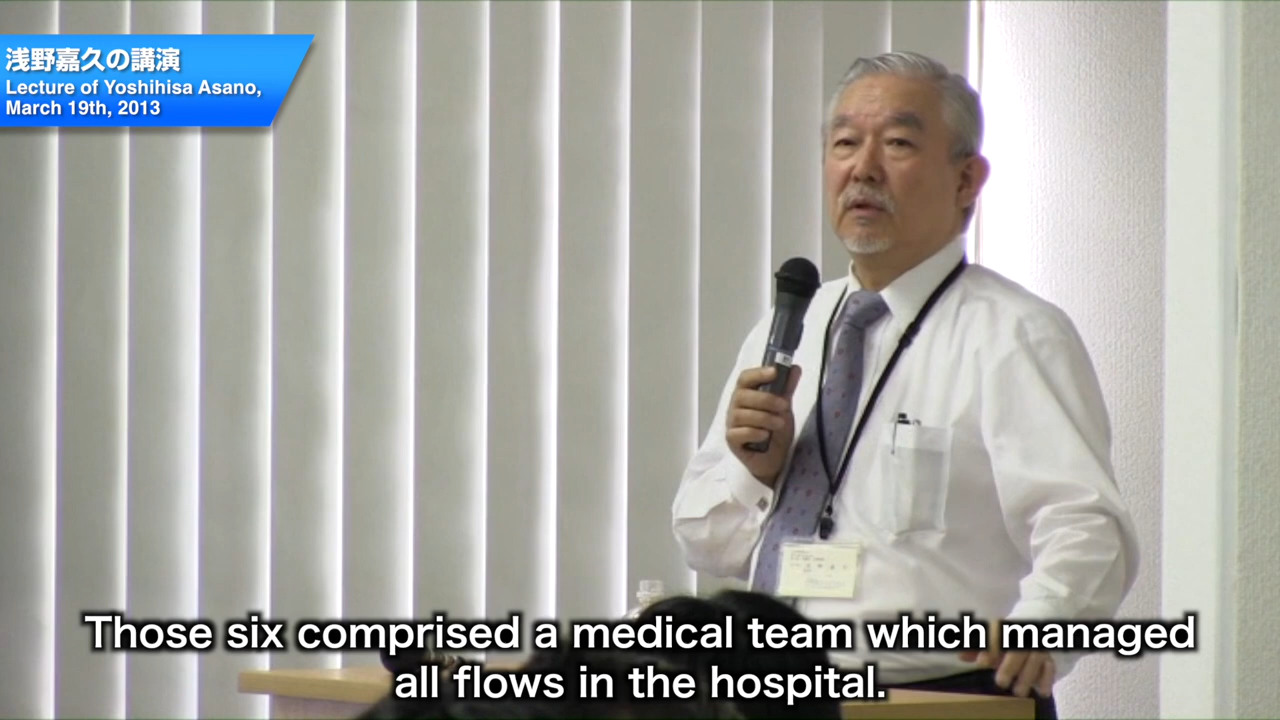 浅野嘉久の講演
Lecture of Yoshihisa Asano,
March 19th, 2013
Those six comprised a medical team which managed
all flows in the hospital.